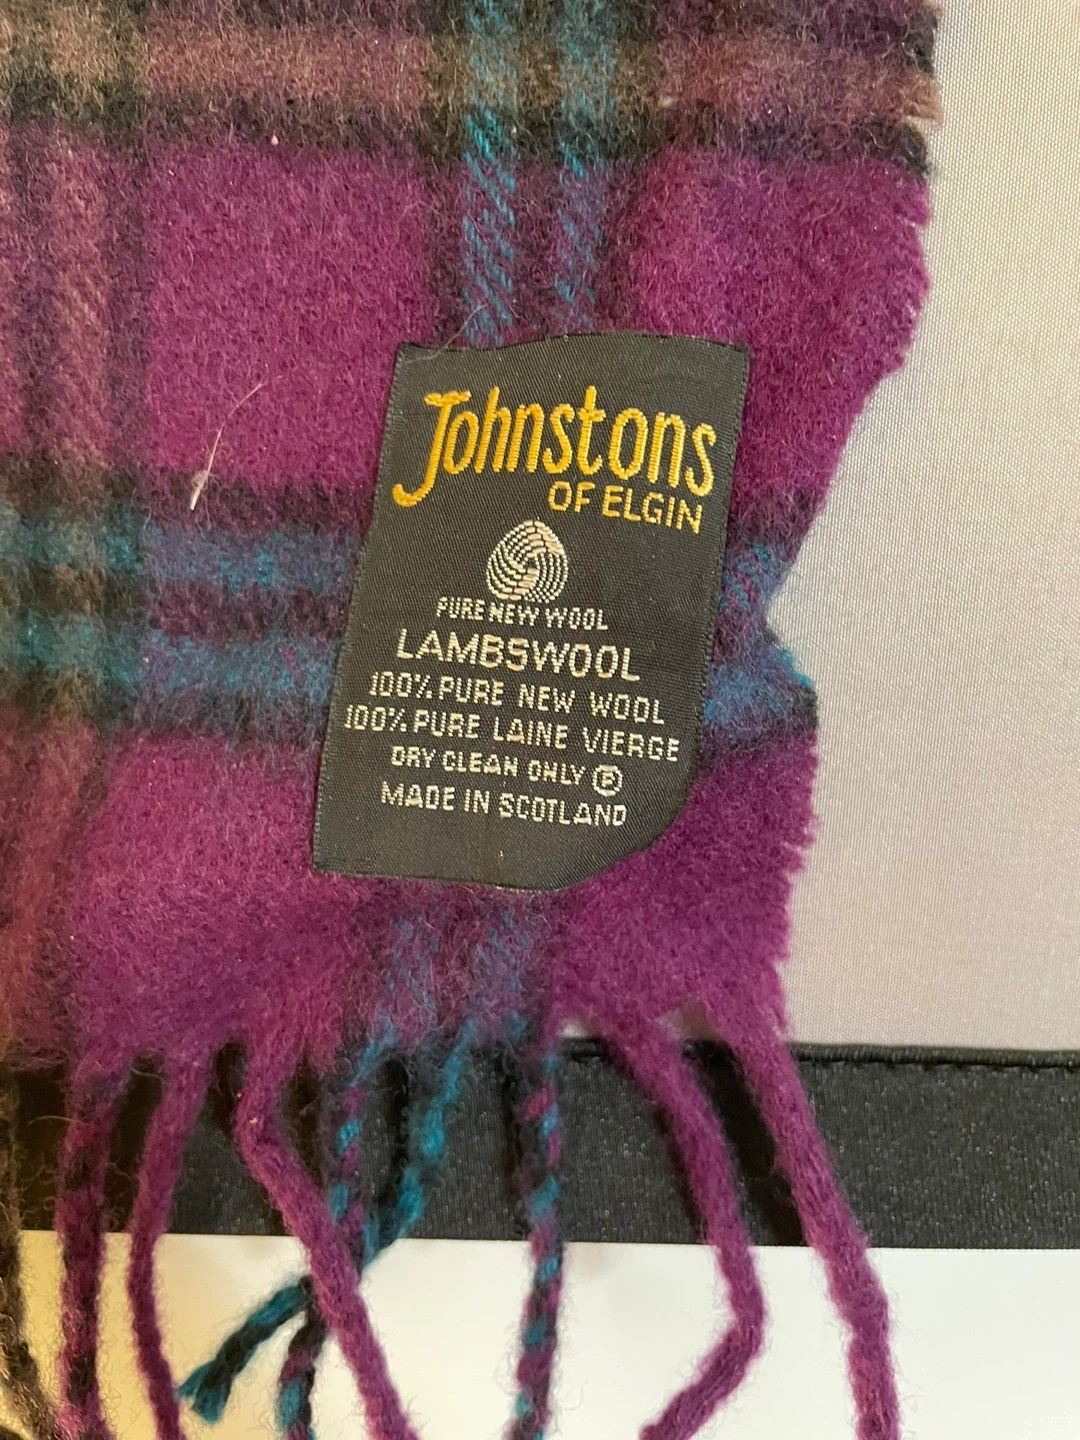 Johnstons
OF ELGIN
PURE NEW WOOL
LAMBSWOOL
100% PURE NEW WOOL
100% PURE LAINE VIERGE
DRY CLEAN ONLY Ⓟ
MADE IN SCOTLAND